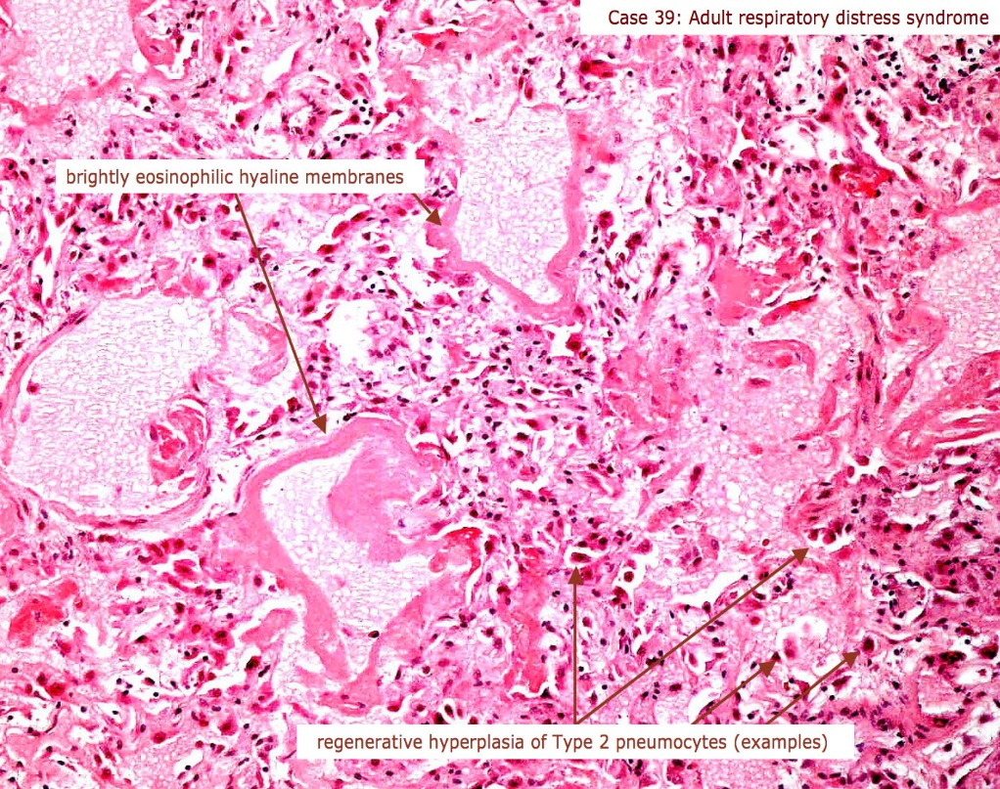 Case 39: Adult respiratory distress syndrome
brightly eosinophilic hyaline membranes
regenerative hyperplasia of Type 2 pneumocytes (examples)